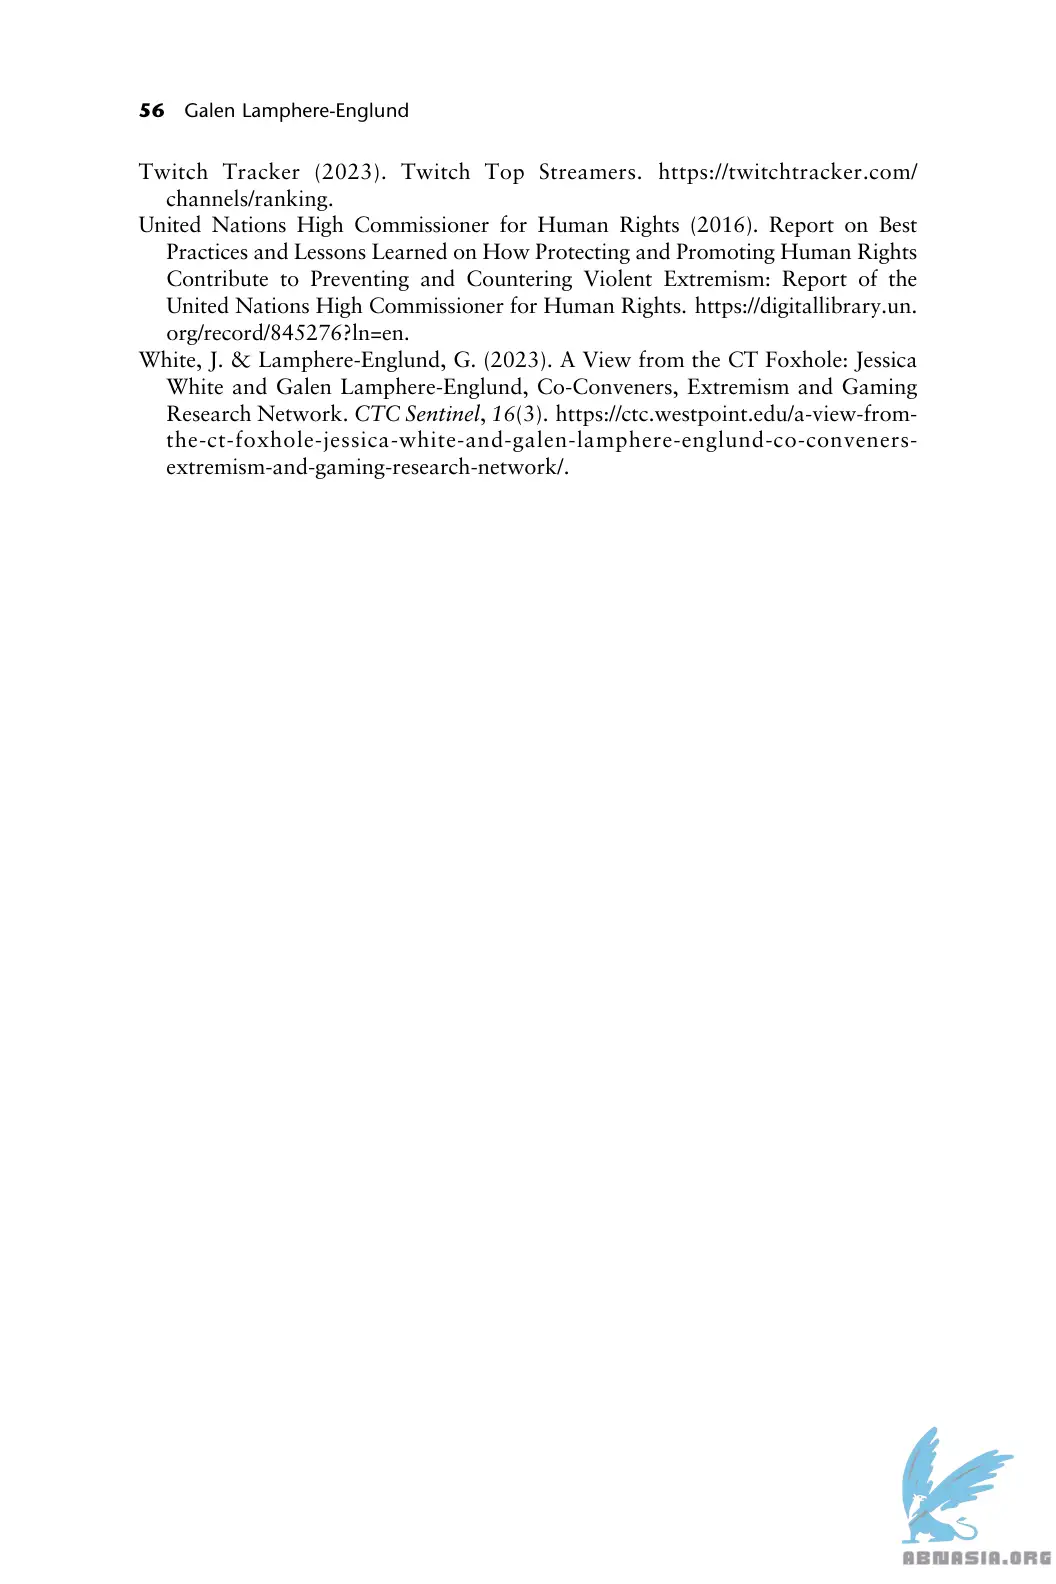 56 Galen Lamphere-Englund
Twitch Tracker (2023). Twitch Top Streamers. https://twitchtracker.com/
channels/ranking.
United Nations High Commissioner for Human Rights (2016). Report on Best
Practices and Lessons Learned on How Protecting and Promoting Human Rights
Contribute to Preventing and Countering Violent Extremism: Report of the
United Nations High Commissioner for Human Rights. https://digitallibrary.un.
org/record/845276?ln=en.
White, J. & Lamphere-Englund, G. (2023). A View from the CT Foxhole: Jessica
White and Galen Lamphere-Englund, Co-Conveners, Extremism and Gaming
Research Network. CTC Sentinel, 16(3). https://ctc.westpoint.edu/a-view-from-
the-ct-foxhole-jessica-white-and-galen-lamphere-englund-co-conveners-
extremism-and-gaming-research-network/.
ABNASIA.ORG